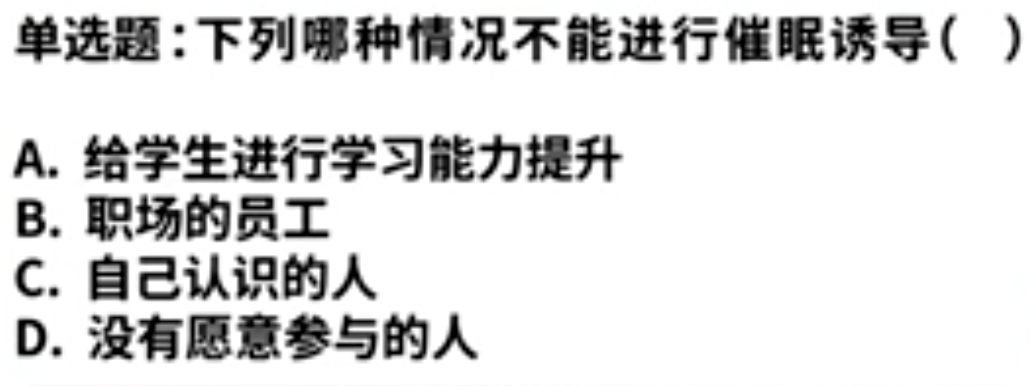 单选题:下列哪种情况不能进行催眠诱导(  )
A. 给学生进行学习能力提升
B. 职场的员工
C. 自己认识的人
D. 没有愿意参与的人